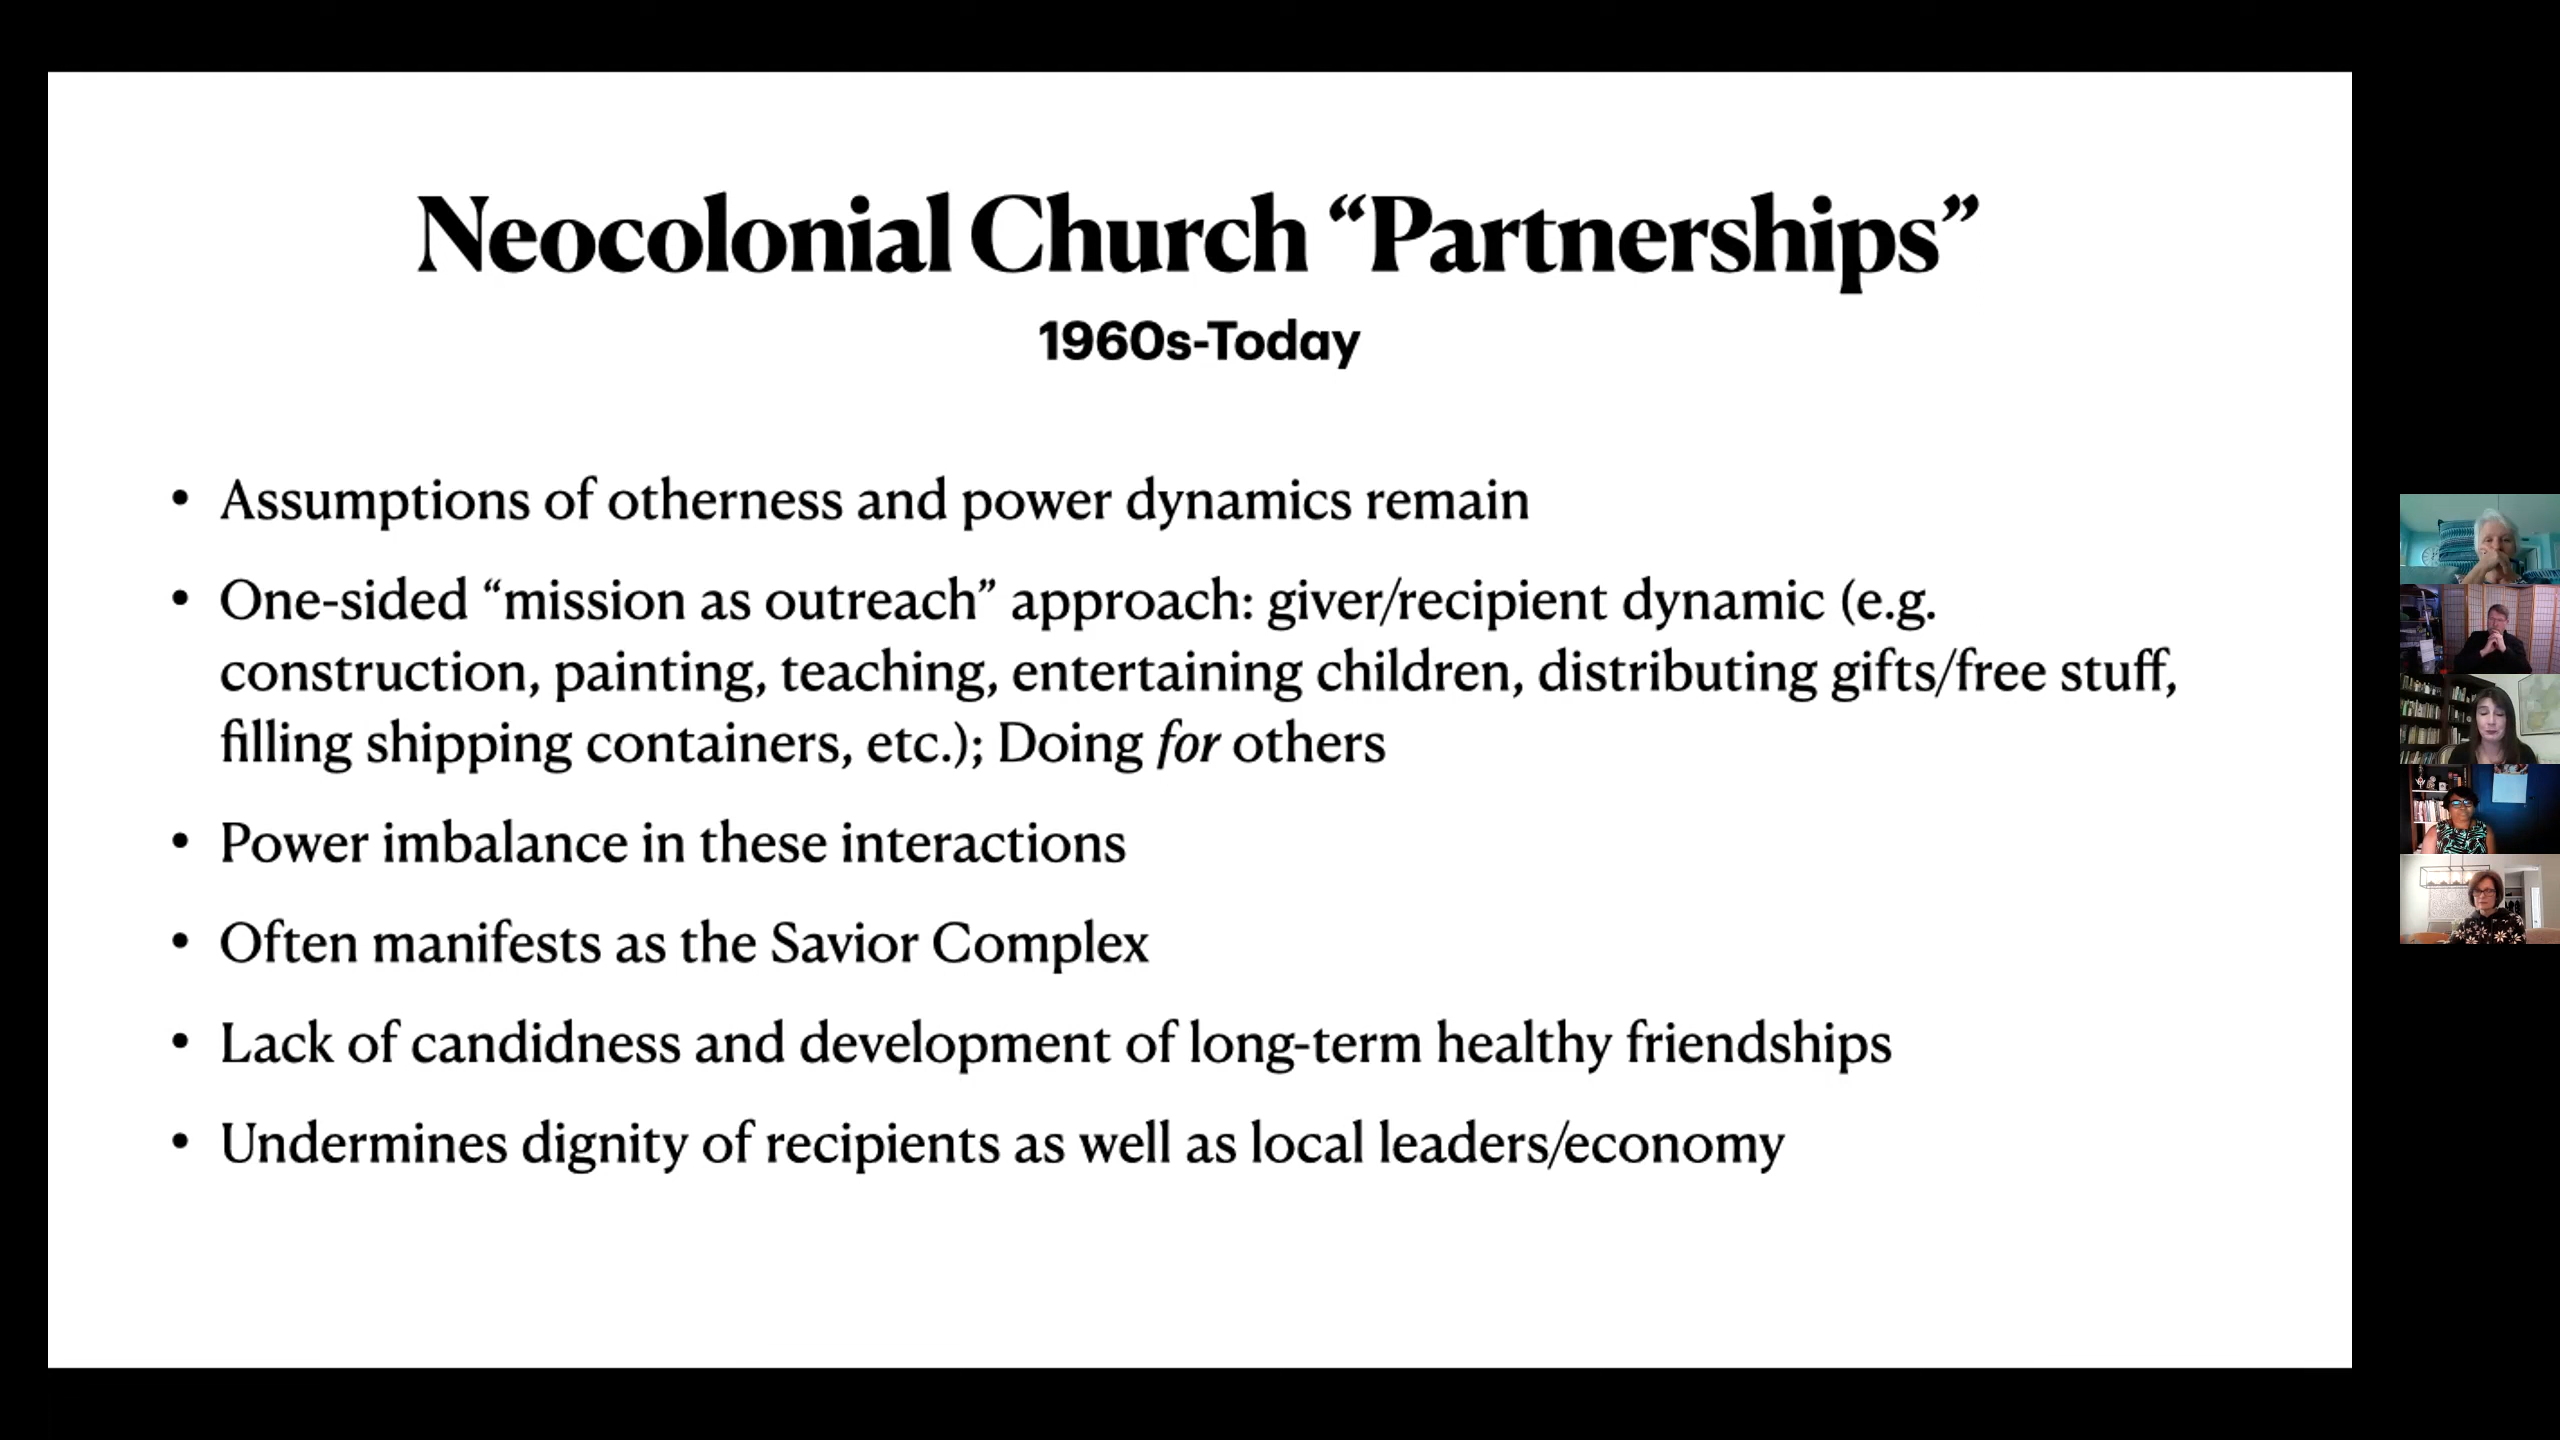 Neocolonial Church “Partnerships”
1960s-Today
• Assumptions of otherness and power dynamics remain
• One-sided “mission as outreach” approach: giver/recipient dynamic (e.g.
construction, painting, teaching, entertaining children, distributing gifts/free stuff,
filling shipping containers, etc.); Doing for others
• Power imbalance in these interactions
• Often manifests as the Savior Complex
• Lack of candidness and development of long-term healthy friendships
• Undermines dignity of recipients as well as local leaders/economy